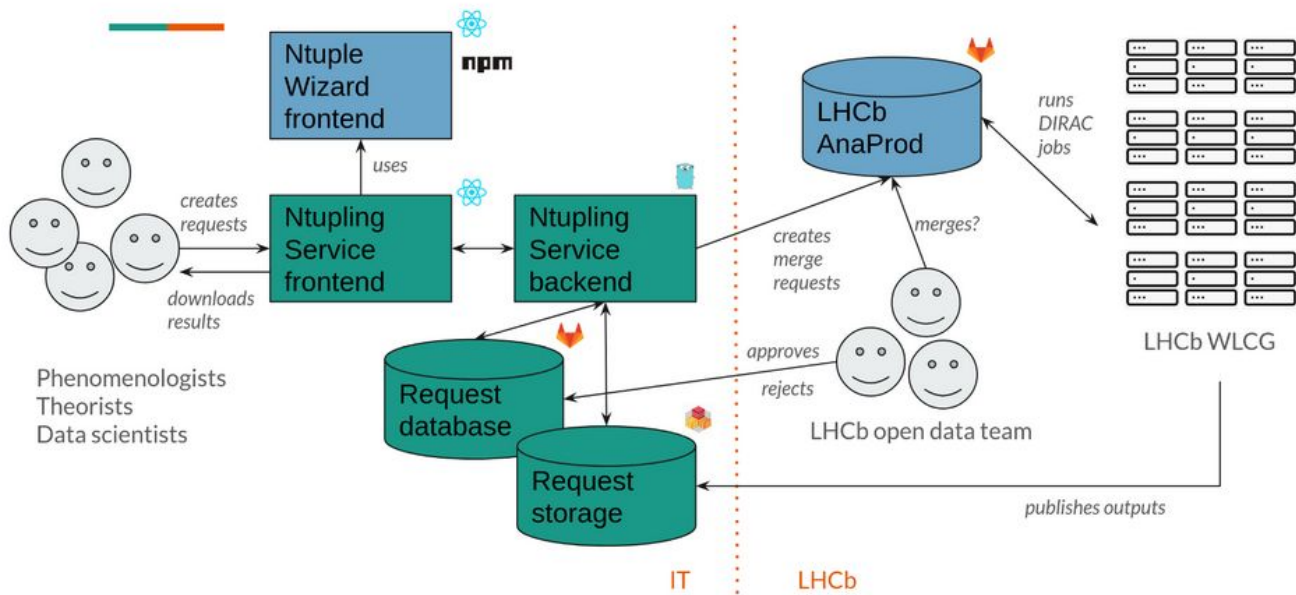 Ntuple
Wizard
frontend
npm
uses
creates
requests
downloads
results
Ntupling
Service
frontend
Ntupling
Service
backend
Phenomenologists
Theorists
Data scientists
Request
database
Request
storage
LHCb
AnaProd
runs
DIRAC
jobs
creates
merge
requests
merges?
approves
rejects
LHCb open data team
LHCb WLCG
publishes outputs
IT
LHCb